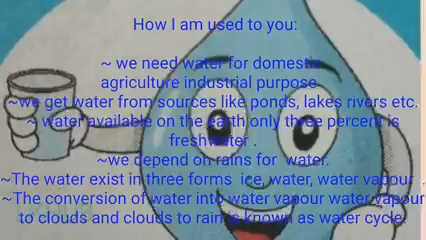 How I am used to you:
~ we need water for domestic
agriculture industrial purpose.
~we get water from sources like ponds, lakes rivers etc.
~ water available on the earth only three percent is
freshwater .
~we depend on rains for water.
~The water exist in three forms ice, water, water vapour .
~The conversion of water into water vapour water vapour
to clouds and clouds to rain is known as water cycle.